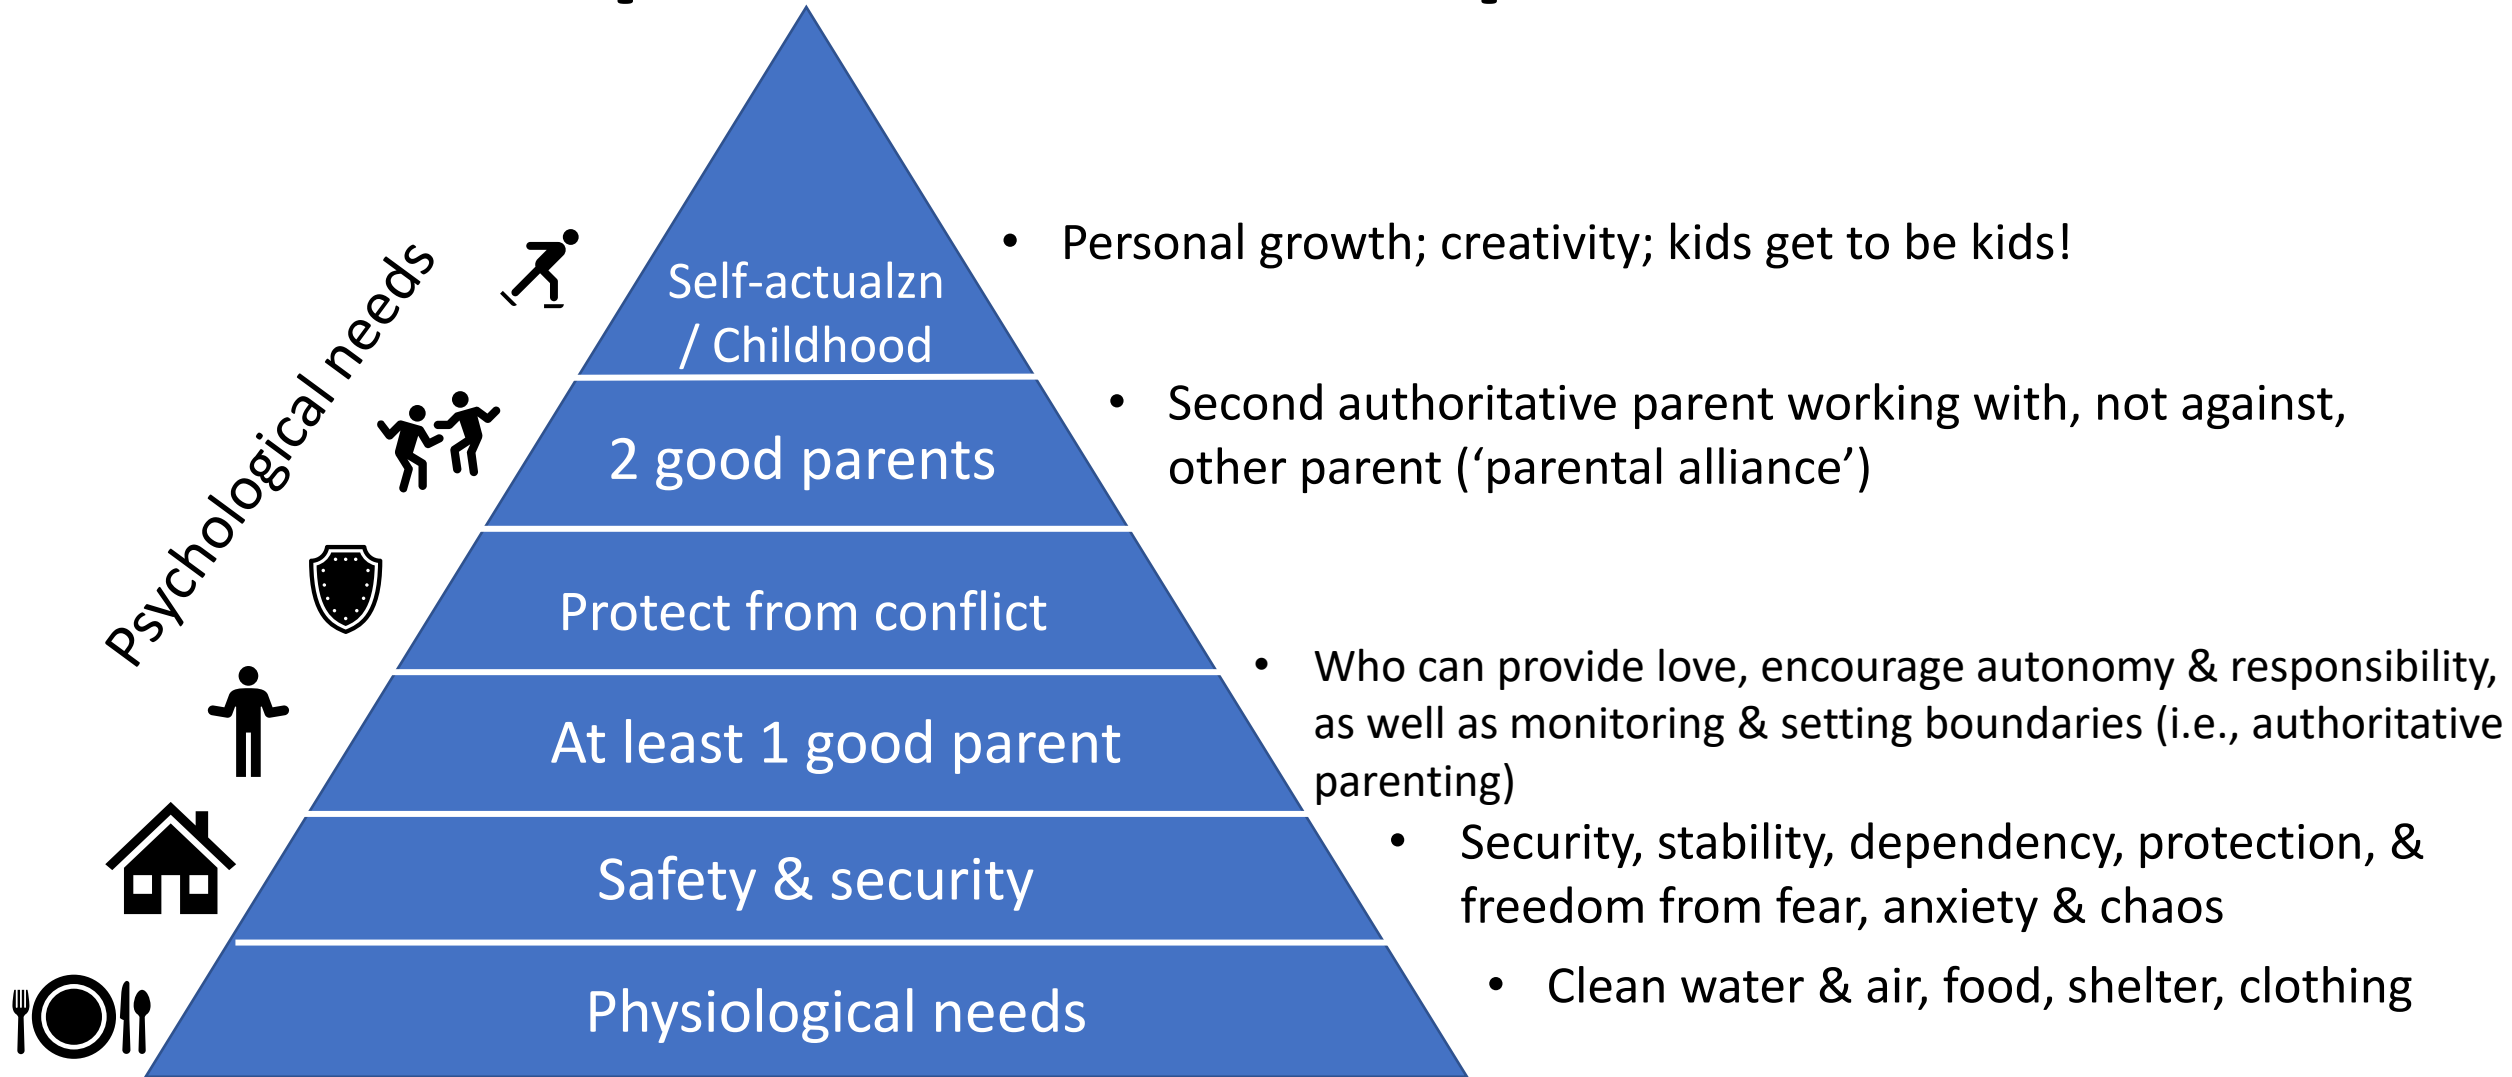 Psychological needs
Self-actualzn
/ Childhood
• Personal growth; creativity; kids get to be kids!
2 good parents
• Second authoritative parent working with, not against,
other parent (‘parental alliance’)
Protect from conflict
At least 1 good parent
• Who can provide love, encourage autonomy & responsibility,
as well as monitoring & setting boundaries (i.e., authoritative
parenting)
Safety & security
• Security, stability, dependency, protection, &
freedom from fear, anxiety & chaos
Physiological needs
• Clean water & air, food, shelter, clothing